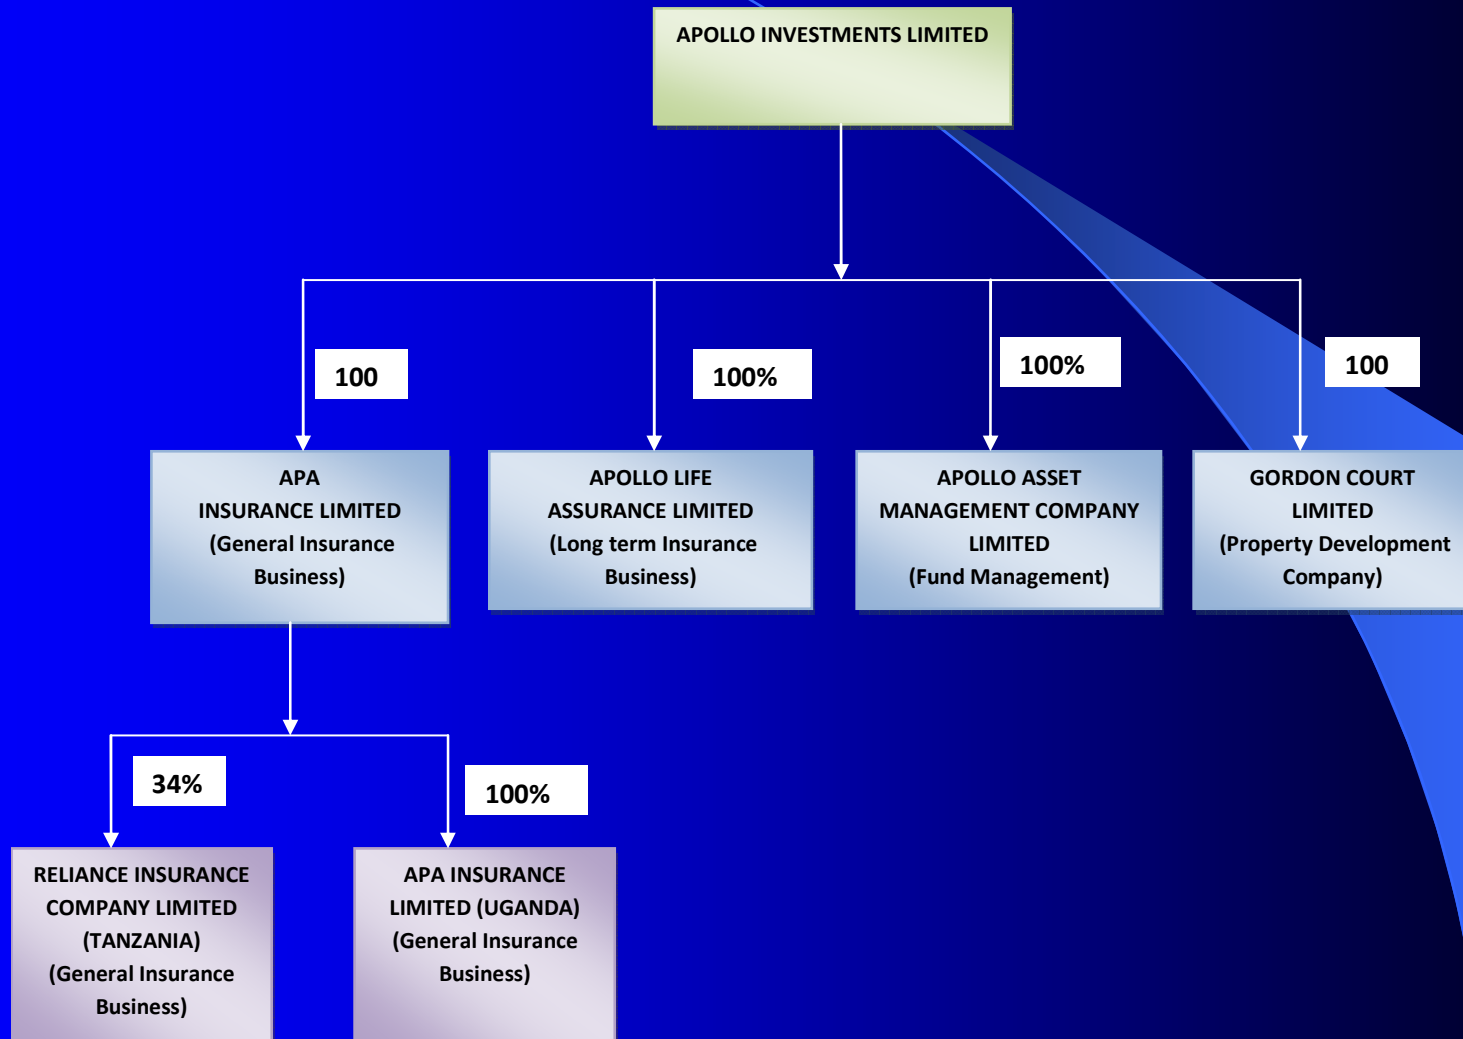 APOLLO INVESTMENTS LIMITED
100
100%
100%
100
APA
INSURANCE LIMITED
(General Insurance
Business)
APOLLO LIFE
ASSURANCE LIMITED
(Long term Insurance
Business)
APOLLO ASSET
MANAGEMENT COMPANY
LIMITED
(Fund Management)
GORDON COURT
LIMITED
(Property Development
Company)
34%
100%
RELIANCE INSURANCE
COMPANY LIMITED
(TANZANIA)
(General Insurance
Business)
APA INSURANCE
LIMITED (UGANDA)
(General Insurance
Business)